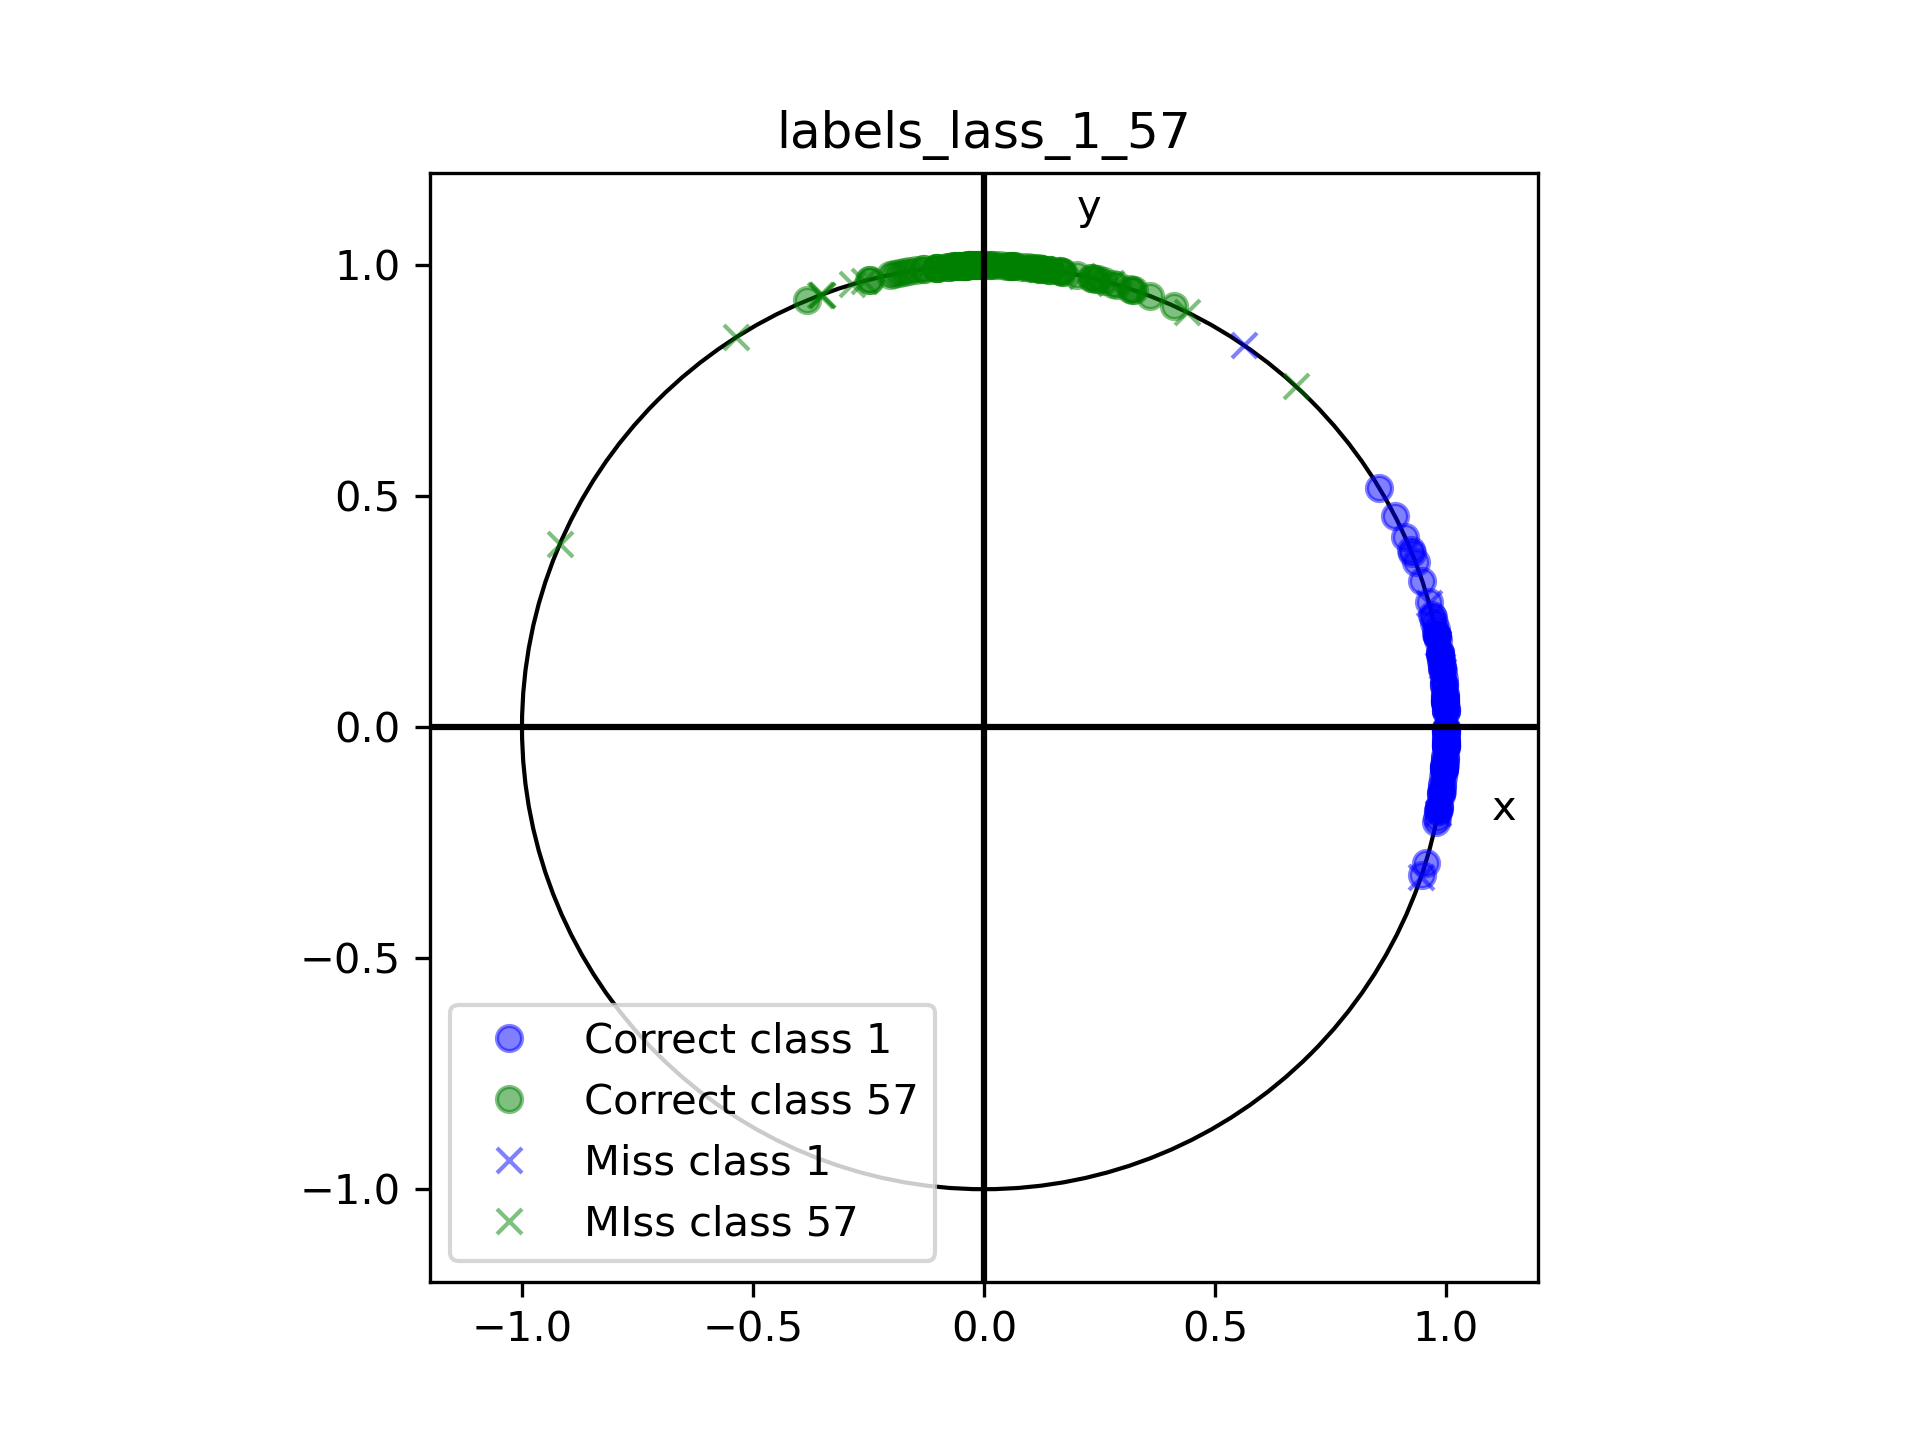 labels_lass_1_57
y
1.0
0.5
0.0
x
−0.5
−1.0
Correct class 1
Correct class 57
Miss class 1
MIss class 57
−1.0 −0.5 0.0 0.5 1.0